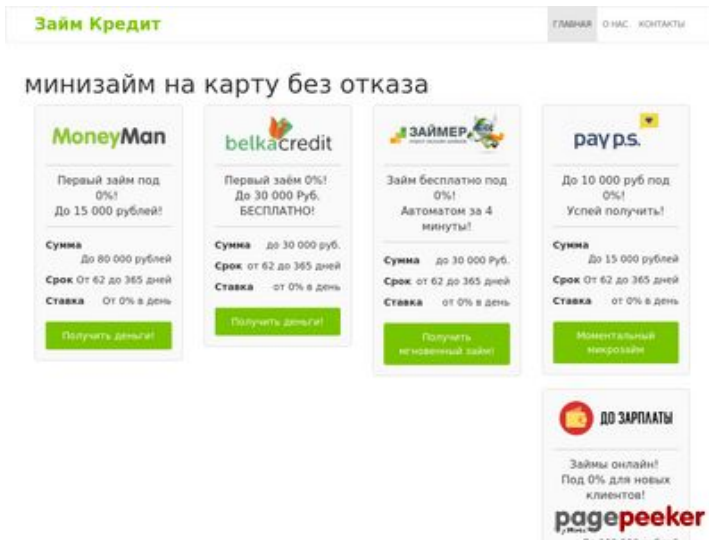 Займ Кредит
ГЛАВНАЯ О НАС КОНТАКТЫ
минизайм на карту без отказа
MoneyMan
Первый займ под
0%!
До 15 000 рублей!
Сумма
До 80 000 рублей
Срок От 62 до 365 дней
Ставка От 0% в день
Получить деньги!
belkacredit
Первый заём 0%!
До 30 000 Руб.
БЕСПЛАТНО!
Сумма до 30 000 руб.
Срок от 62 до 365 дней
Ставка от 0% в день
Получить деньги!
ЗАЙМЕР
Займ бесплатно под
0%!
Автоматом за 4
минуты!
Сумма до 30 000 Руб.
Срок от 62 до 365 дней
Ставка от 0% в день
Получить
мгновенный займ!
pay p.s.
До 10 000 руб под
0%!
Успей получить!
Сумма
До 15 000 рублей
Срок От 62 до 365 дней
Ставка От 0% в день
Моментальный
микрозайм
ДО ЗАРПЛАТЫ
Займы онлайн!
Под 0% для новых
клиентов!
pagepeeker